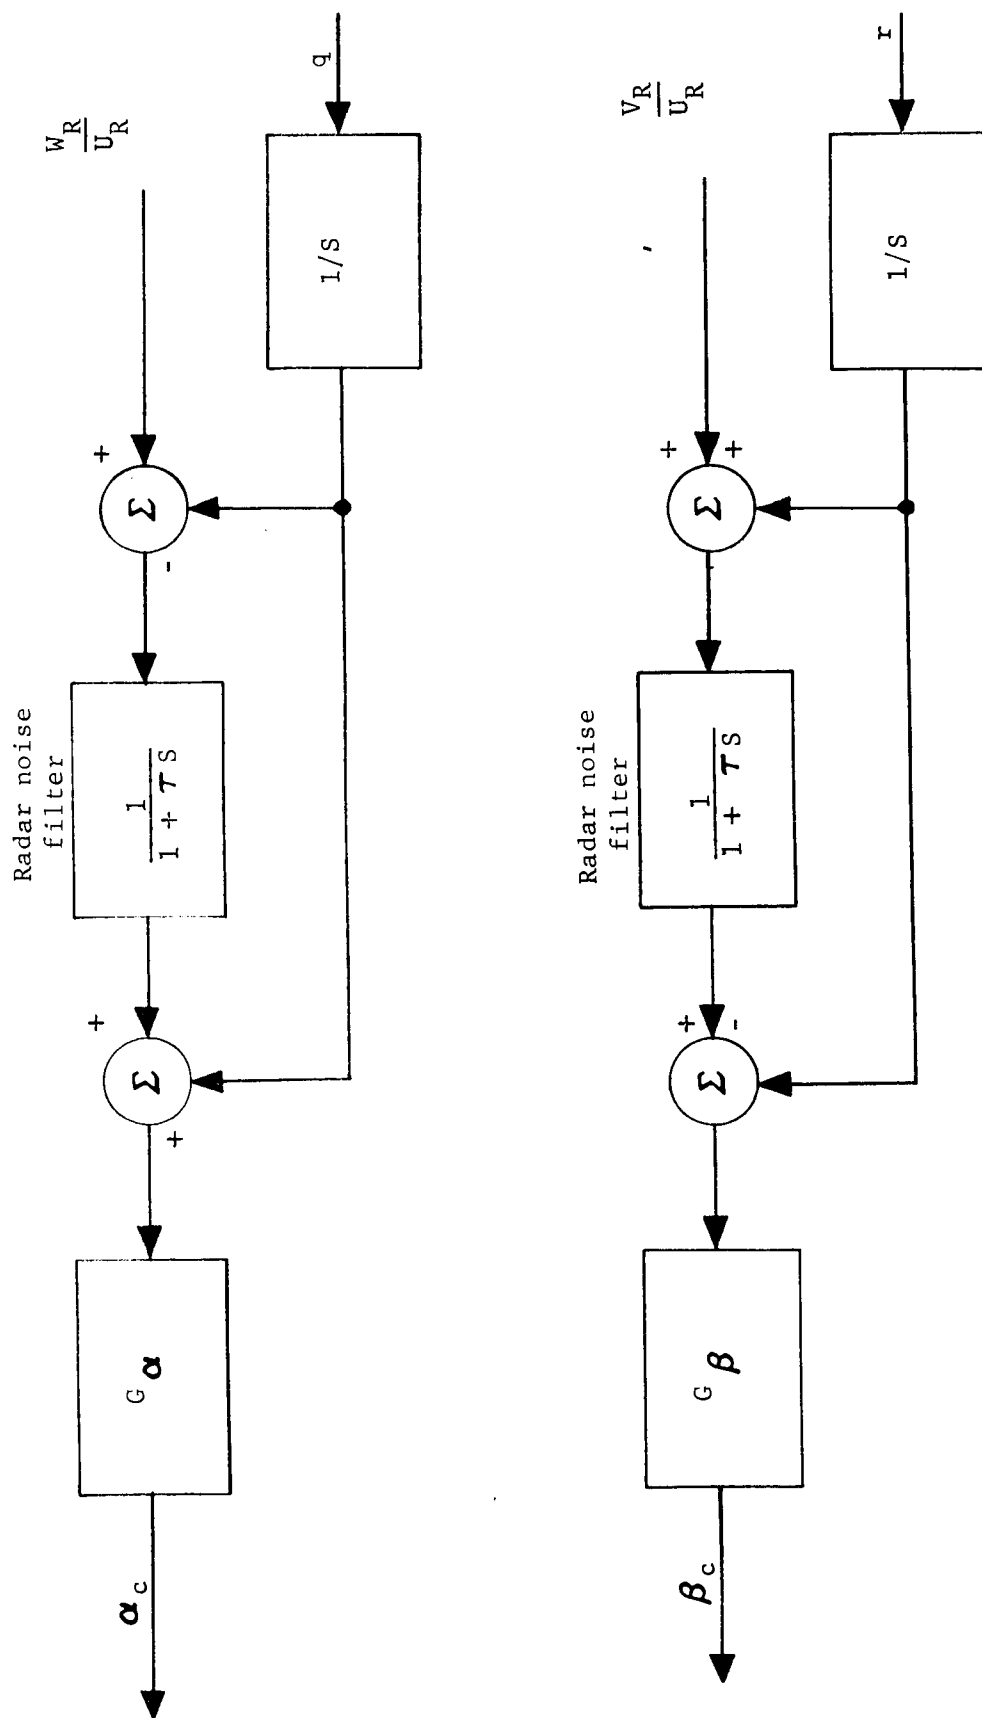 W_R
U_R
q
1/S
+
Σ
-
Radar noise
filter
1
1 + τS
+
Σ
+
G_α
α_c
V_R
U_R
r
1/S
+
+
Σ
Radar noise
filter
1
1 + τS
+
-
Σ
G_β
β_c